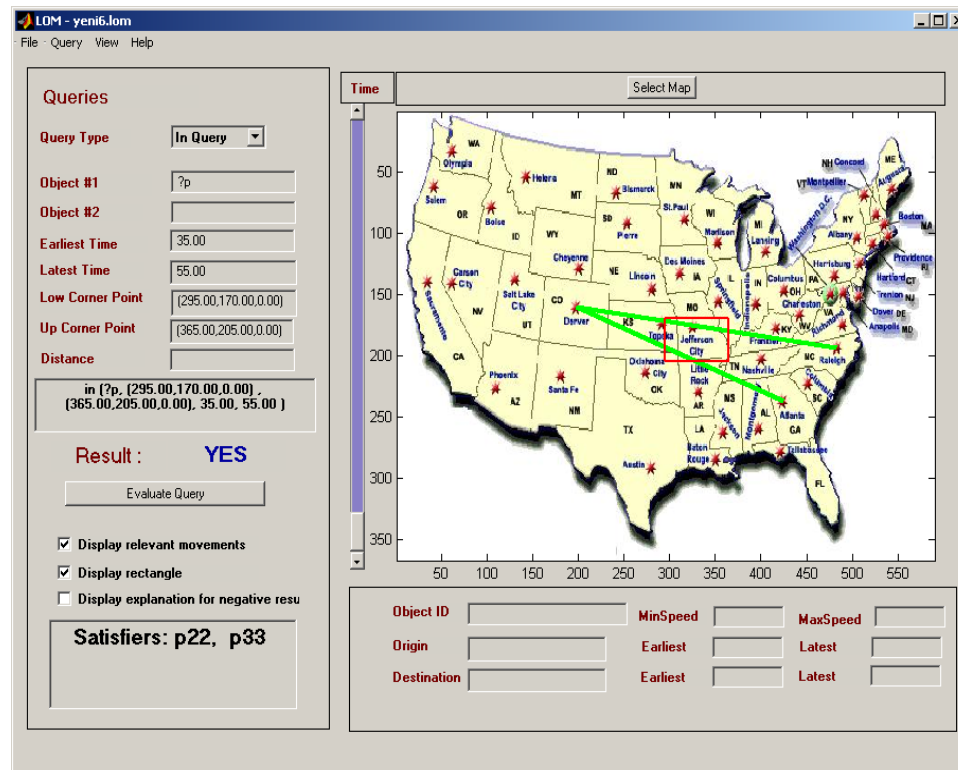 LOM - yeni6.lom
File Query View Help
Queries
Query Type In Query
Object #1 ?p
Object #2
Earliest Time 35.00
Latest Time 55.00
Low Corner Point (295.00,170.00,0.00)
Up Corner Point (365.00,205.00,0.00)
Distance
in (?p, (295.00,170.00,0.00) ,
(365.00,205.00,0.00), 35.00, 55.00 )
Result : YES
Evaluate Query
Display relevant movements
Display rectangle
Display explanation for negative resu
Satisfiers: p22, p33
Time
Select Map
50
100
150
200
250
300
350
50 100 150 200 250 300 350 400 450 500 550
WA
Olympia
Salem
OR
Boise
ID
Helena
MT
ND
Bismarck
SD
Pierre
MN
St.Paul
WI
Madison
MI
Lansing
Washington D.C.
NH Concord
VT Montpelier
ME
Augusta
NY
Albany
Boston
MA
Providence
RI
Hartford CT
Trenton NJ
Dover DE
Anapolis MD
Harrisburg
PA
Columbus
OH
Charleston
WV
VA
Richmond
Indianapolis
IN
IL
Springfield
Des Moines
IA
NE
Lincoln
WY
Cheyenne
Carson
City
Sacramento
NV
CA
Salt Lake
City
UT
CO
Denver
KS
Topeka
MO
Jefferson
City
KY
Frankfort
TN Nashville
NC
Raleigh
SC
Columbia
GA
Atlanta
AL
Montgomery
MS
Jackson
Little
Rock
AR
Oklahoma
City
OK
Santa Fe
NM
Phoenix
AZ
TX
Austin
LA
Baton
Rouge
Tallahassee
FL
Object ID
MinSpeed
MaxSpeed
Origin
Earliest
Latest
Destination
Earliest
Latest